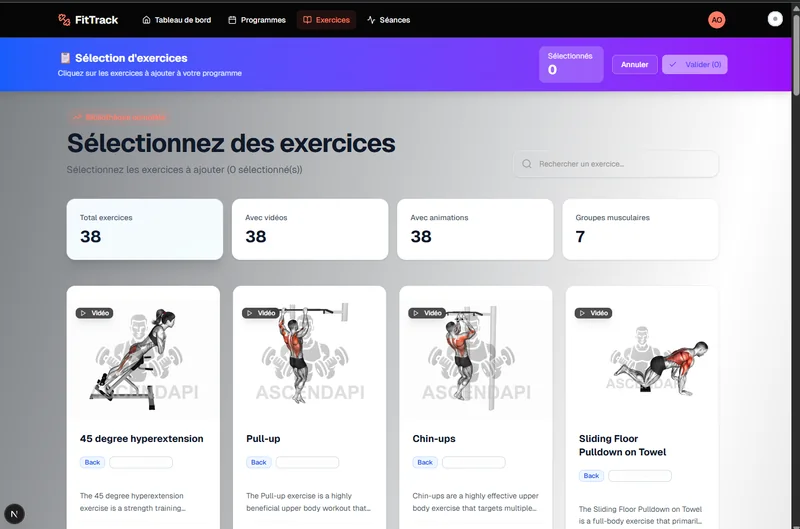 FitTrack
Tableau de bord
Programmes
Exercices
Séances
AO
Sélection d'exercices
Cliquez sur les exercices à ajouter à votre programme
Sélectionnés
0
Annuler
Valider (0)
Sélectionnez des exercices
Sélectionnez les exercices à ajouter (0 sélectionné(s))
Rechercher un exercice...
Total exercices
38
Avec vidéos
38
Avec animations
38
Groupes musculaires
7
Vidéo
ASCENDAPI
45 degree hyperextension
Back
The 45 degree hyperextension
exercise is a strength training...
Vidéo
ASCENDAPI
Pull-up
Back
The Pull-up exercise is a highly
beneficial upper body workout that...
Vidéo
ASCENDAPI
Chin-ups
Back
Chin-ups are a highly effective upper
body exercise that targets multiple...
Vidéo
ASCENDAPI
Sliding Floor
Pulldown on Towel
Back
The Sliding Floor Pulldown on Towel
is a full-body exercise that primaril...
N